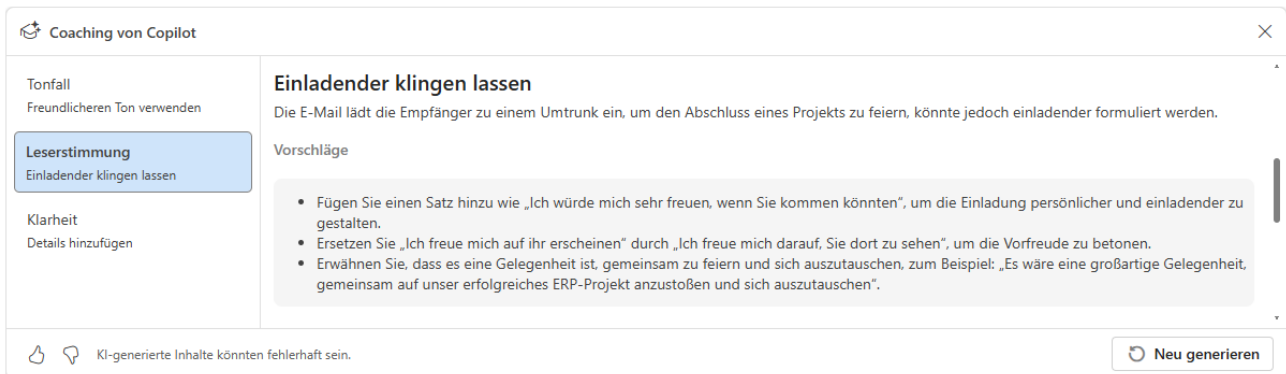 Coaching von Copilot
Tonfall
Freundlicheren Ton verwenden
Leserstimmung
Einladender klingen lassen
Klarheit
Details hinzufügen
Einladender klingen lassen
Die E-Mail lädt die Empfänger zu einem Umtrunk ein, um den Abschluss eines Projekts zu feiern, könnte jedoch einladender formuliert werden.
Vorschläge
• Fügen Sie einen Satz hinzu wie „Ich würde mich sehr freuen, wenn Sie kommen könnten“, um die Einladung persönlicher und einladender zu
gestalten.
• Ersetzen Sie „Ich freue mich auf ihr erscheinen“ durch „Ich freue mich darauf, Sie dort zu sehen“, um die Vorfreude zu betonen.
• Erwähnen Sie, dass es eine Gelegenheit ist, gemeinsam zu feiern und sich auszutauschen, zum Beispiel: „Es wäre eine großartige Gelegenheit,
gemeinsam auf unser erfolgreiches ERP-Projekt anzustoßen und sich auszutauschen“.
KI-generierte Inhalte könnten fehlerhaft sein.
Neu generieren